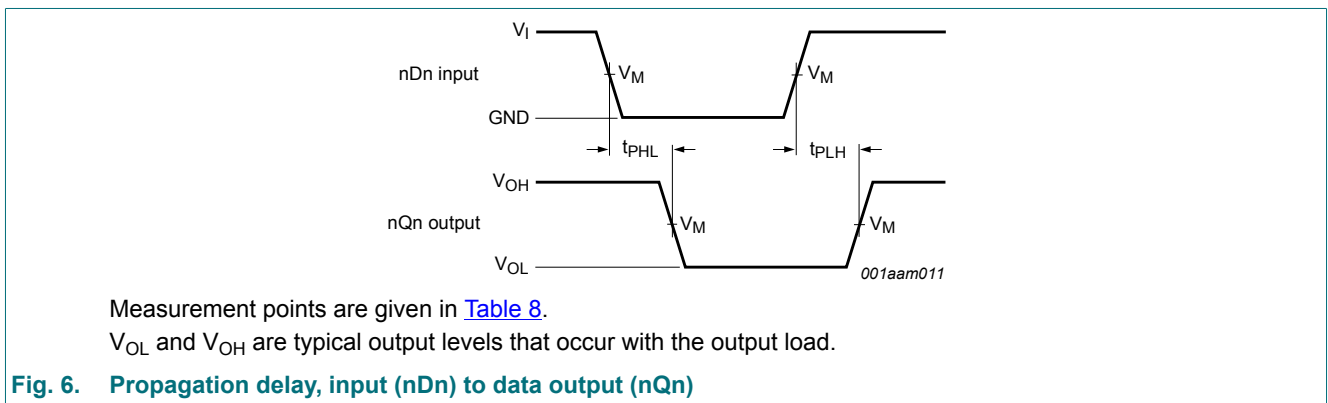 VI
nDn input
VM
VM
GND
tPHL
tPLH
VOH
nQn output
VM
VM
VOL
001aam011
Measurement points are given in Table 8.
VOL and VOH are typical output levels that occur with the output load.
Fig. 6. Propagation delay, input (nDn) to data output (nQn)